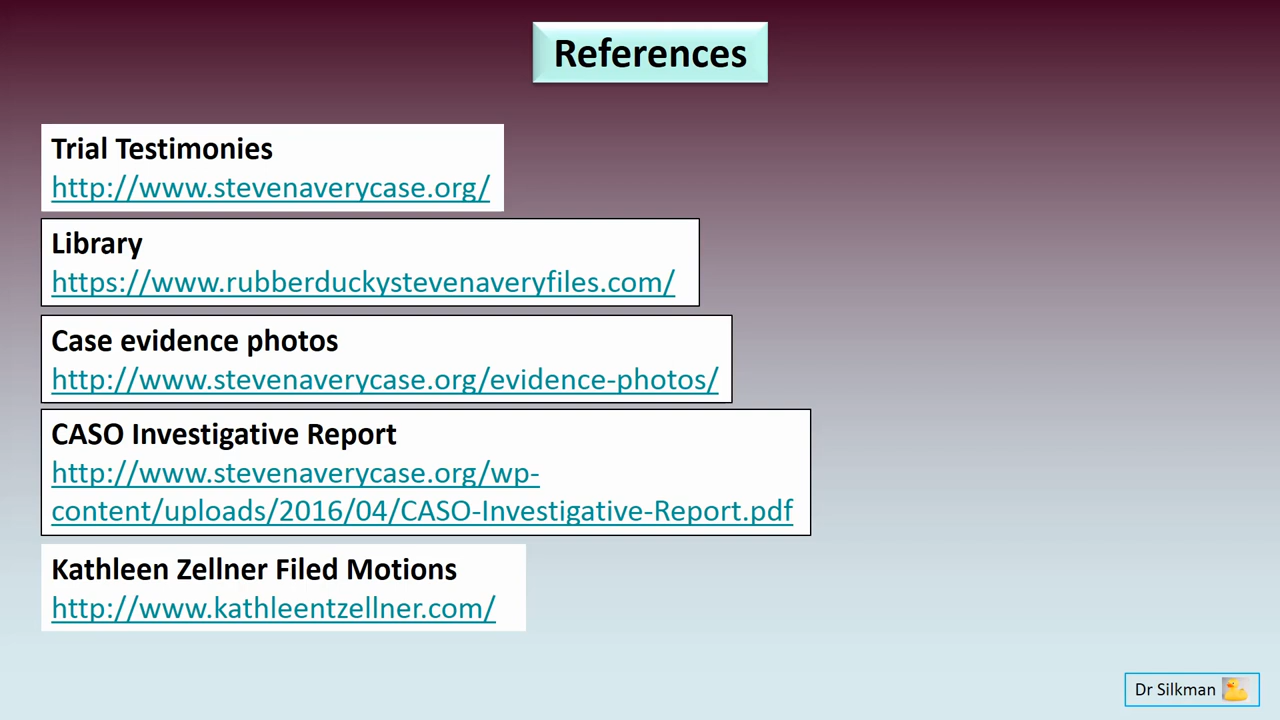 References
Trial Testimonies
http://www.stevenaverycase.org/
Library
https://www.rubberduckystevenaveryfiles.com/
Case evidence photos
http://www.stevenaverycase.org/evidence-photos/
CASO Investigative Report
http://www.stevenaverycase.org/wp-
content/uploads/2016/04/CASO-Investigative-Report.pdf
Kathleen Zellner Filed Motions
http://www.kathleentzellner.com/
Dr Silkman